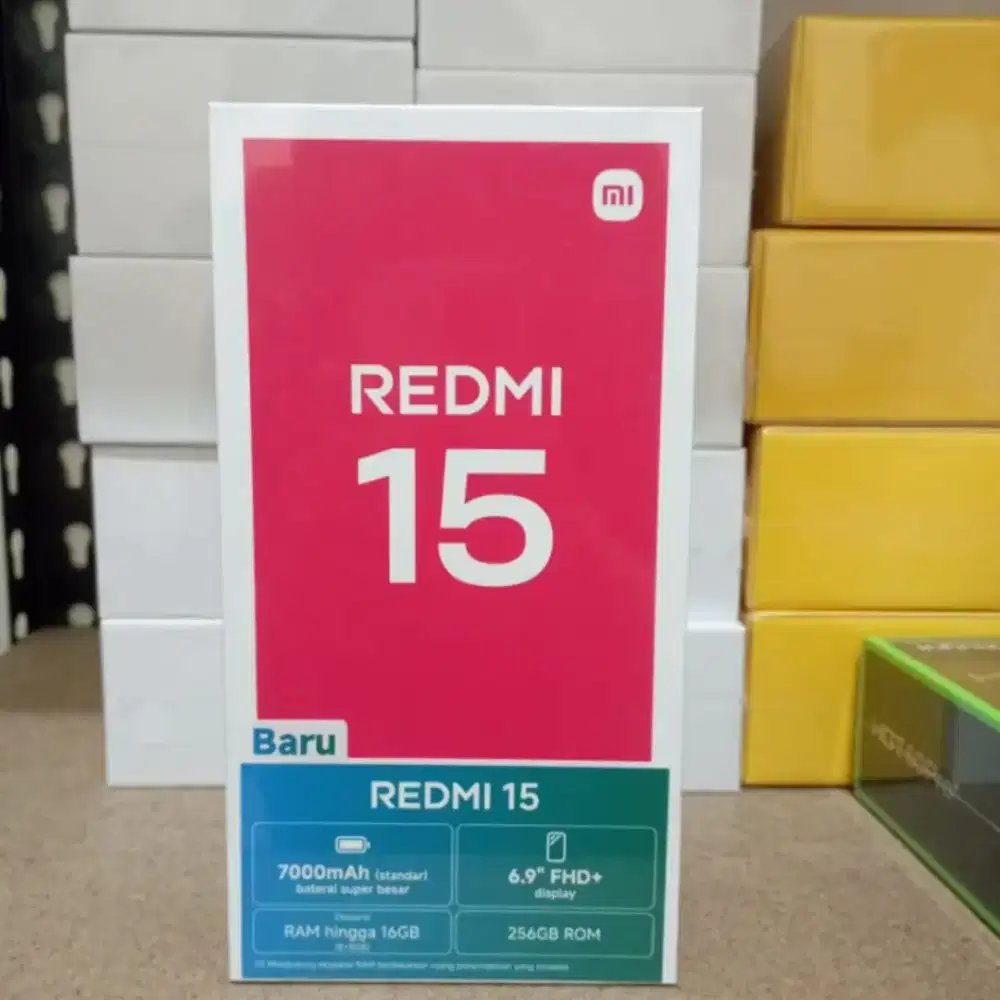 mi
REDMI
15
Baru
REDMI 15
7000mAh (standar)
baterai super besar
6.9" FHD+
display
RAM hingga 16GB
256GB ROM